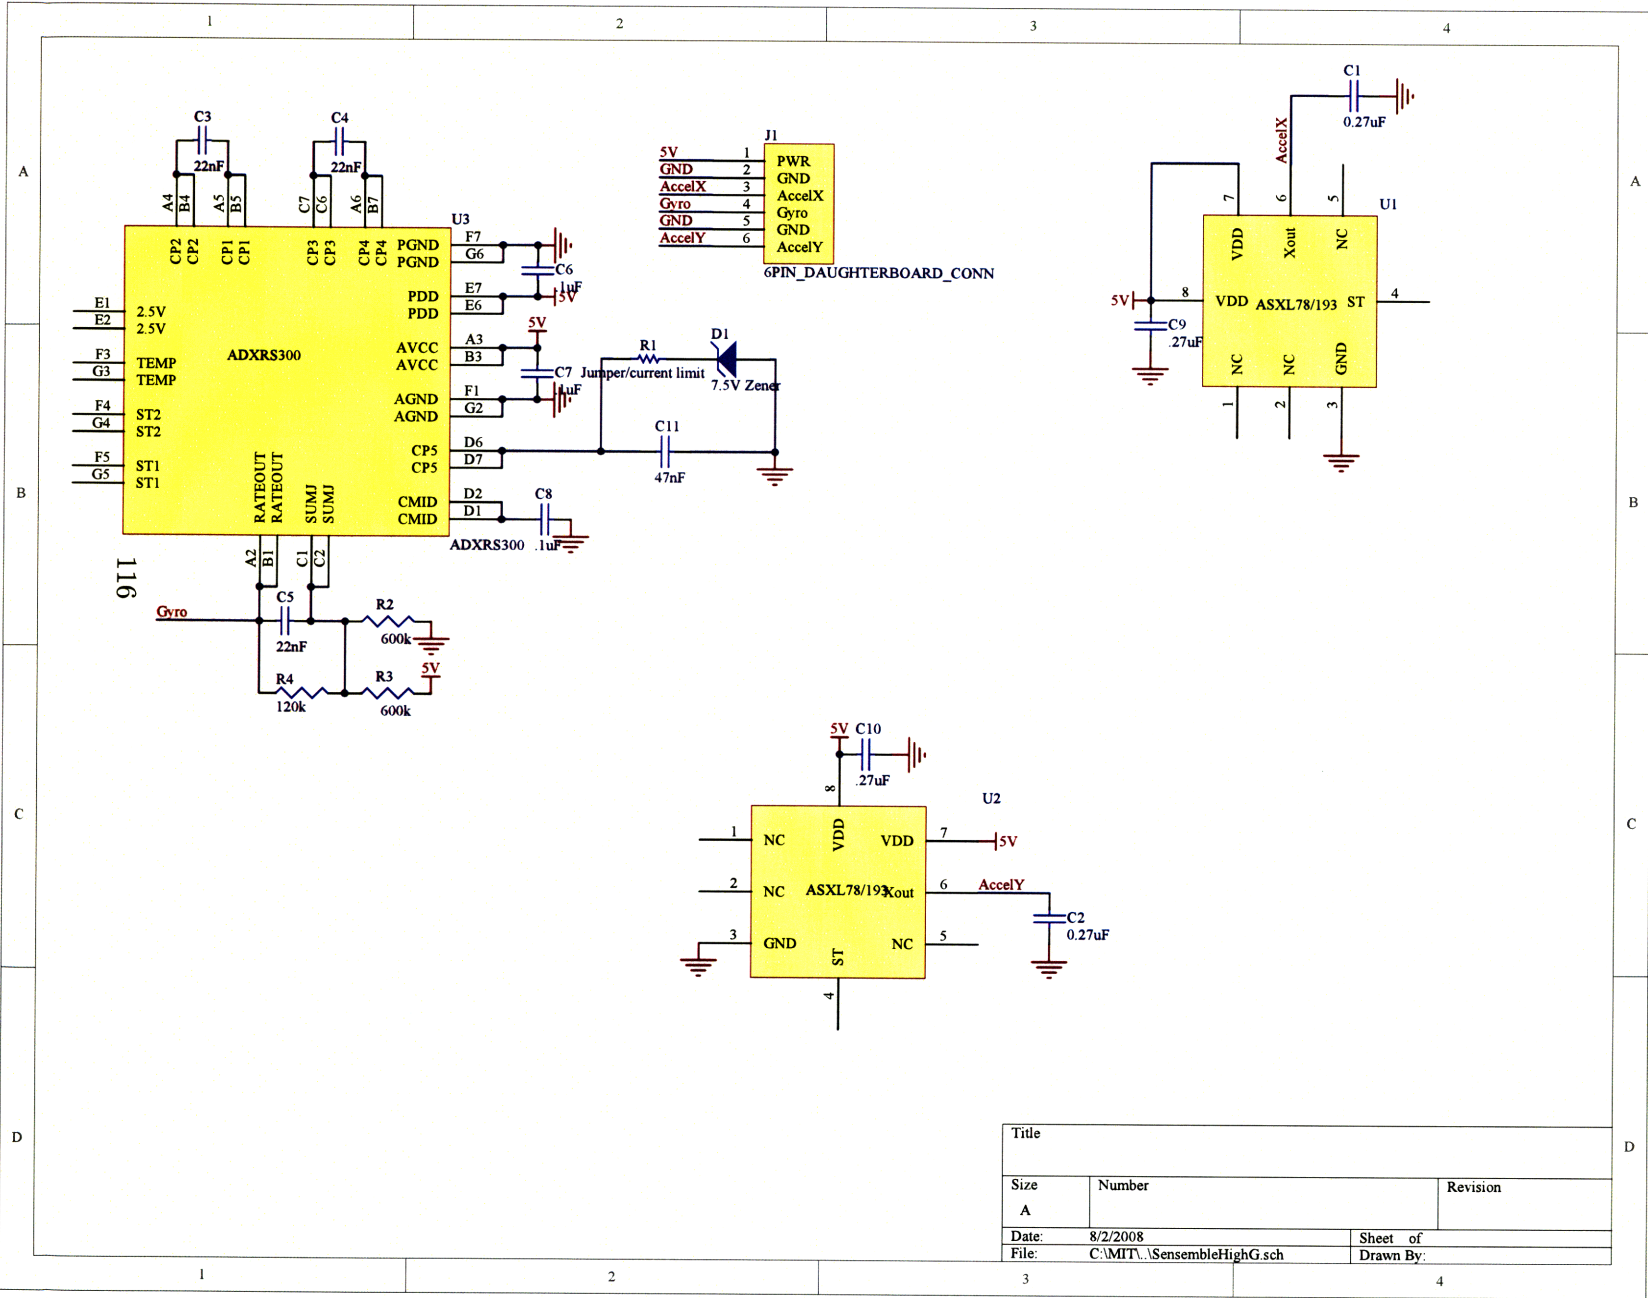 1 2 3 4
A
B
C
D
A
B
C
D
1 2 3 4
C3
22nF
C4
22nF
A4 B4 A5 B5 C7 C6 A6 B7
U3
CP2 CP2 CP1 CP1 CP3 CP3 CP4 CP4
E1 2.5V
E2 2.5V
F3 TEMP
G3 TEMP
F4 ST2
G4 ST2
F5 ST1
G5 ST1
ADXRS300
PGND F7
PGND G6
PDD E7
PDD E6
AVCC A3
AVCC B3
AGND F1
AGND G2
CP5 D6
CP5 D7
CMID D2
CMID D1
RATEOUT RATEOUT SUMJ SUMJ
A2 B1 C1 C2
ADXRS300
C6
.1uF
5V
5V
C7
.1uF
R1
Jumper/current limit
D1
7.5V Zener
C11
47nF
C8
.1uF
116
Gyro
C5
22nF
R2
600k
5V
R4
120k
R3
600k
J1
5V 1 PWR
GND 2 GND
AccelX 3 AccelX
Gyro 4 Gyro
GND 5 GND
AccelY 6 AccelY
6PIN_DAUGHTERBOARD_CONN
C1
0.27uF
AccelX
7 6 5
U1
VDD Xout NC
5V 8 VDD
ASXL78/193
ST 4
C9
.27uF
NC NC GND
1 2 3
5V C10
.27uF
8
U2
1 NC
VDD
VDD 7 5V
2 NC
ASXL78/193
Xout 6 AccelY
3 GND
ST
NC 5
4
C2
0.27uF
Title
Size Number Revision
A
Date: 8/2/2008 Sheet of
File: C:\MIT\..\SensembleHighG.sch Drawn By: